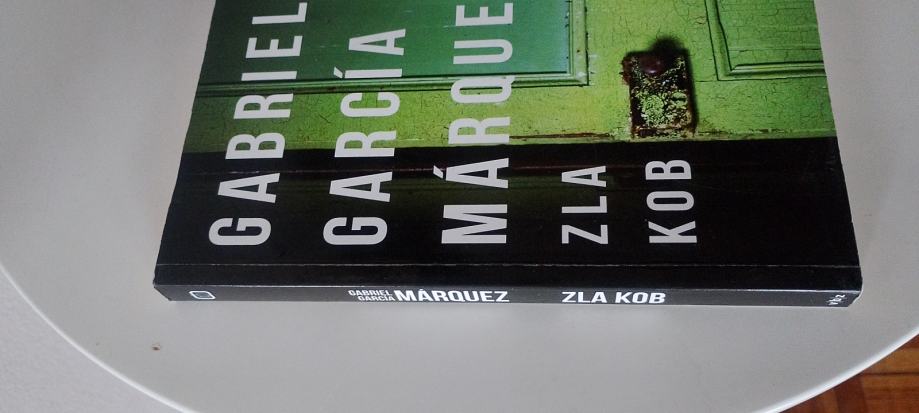 GABRIEL
GARCÍA
MÁRQUE
ZLA
KOB
GABRIEL
GARCÍA MÁRQUEZ ZLA KOB